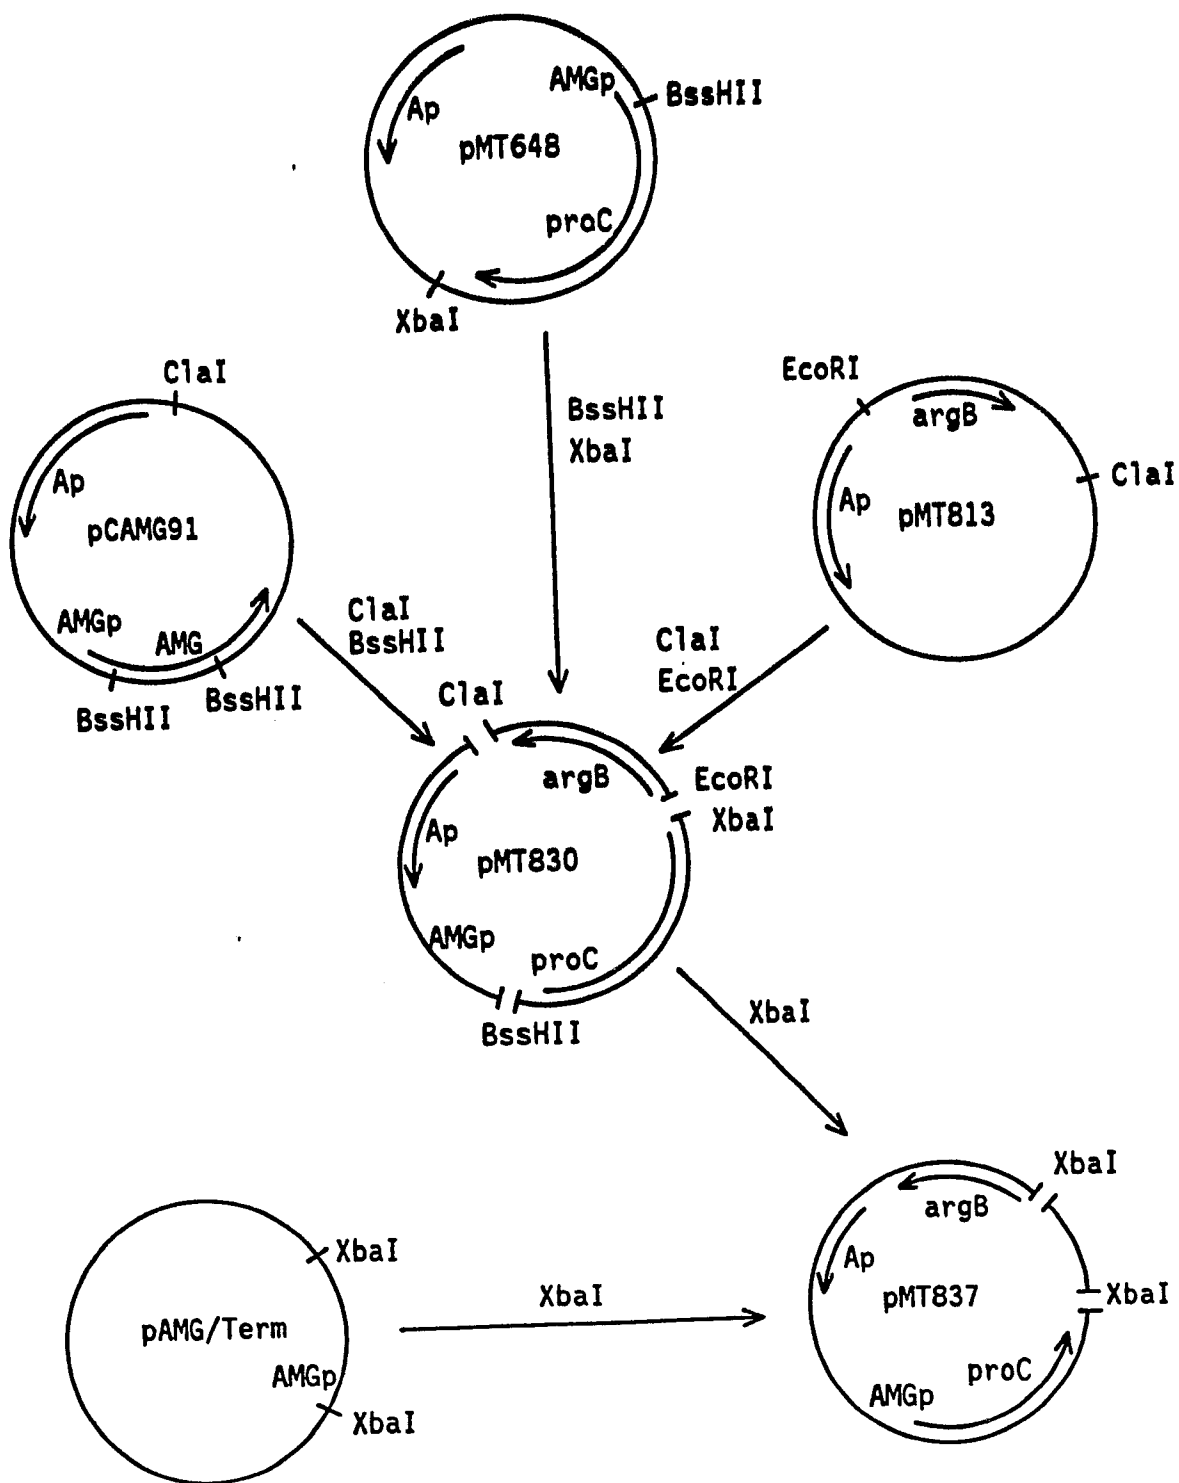 AMGp
BssHII
Ap
pMT648
proC
XbaI
ClaI
Ap
pCAMG91
AMGp
AMG
BssHII
BssHII
BssHII
XbaI
EcoRI
argB
ClaI
Ap
pMT813
ClaI
BssHII
ClaI
EcoRI
ClaI
argB
EcoRI
XbaI
Ap
pMT830
AMGp
proC
BssHII
XbaI
XbaI
argB
Ap
pMT837
XbaI
proC
AMGp
XbaI
pAMG/Term
AMGp
XbaI
XbaI